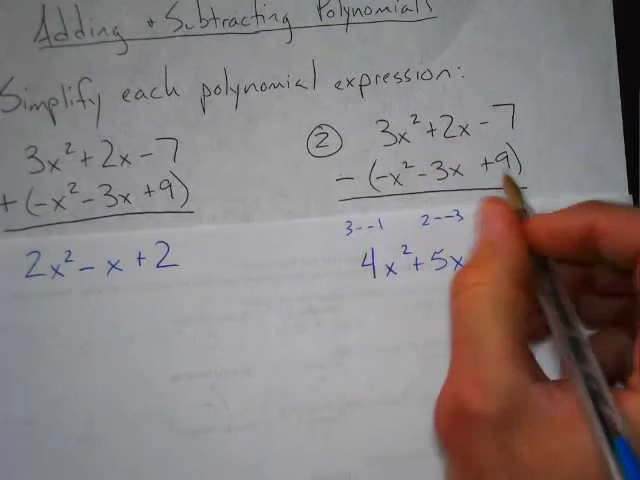 Adding + Subtracting Polynomials
Simplify each polynomial expression:
3x² + 2x - 7
+ (-x² - 3x + 9)
2x² - x + 2
② 3x² + 2x - 7
- (-x² - 3x + 9)
3--1 2--3
4x² + 5x